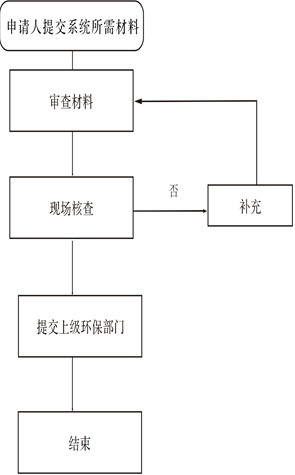 申请人提交系统所需材料
审查材料
现场核查
否
补充
提交上级环保部门
结束